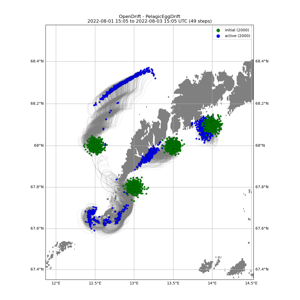 OpenDrift - PelagicEggDrift
2022-08-01 15:05 to 2022-08-03 15:05 UTC (49 steps)
initial (2000)
active (2000)
68.4°N
68.4°N
68.2°N
68.2°N
68°N
68°N
67.8°N
67.8°N
67.6°N
67.6°N
67.4°N
67.4°N
12°E
12.5°E
13°E
13.5°E
14°E
14.5°E